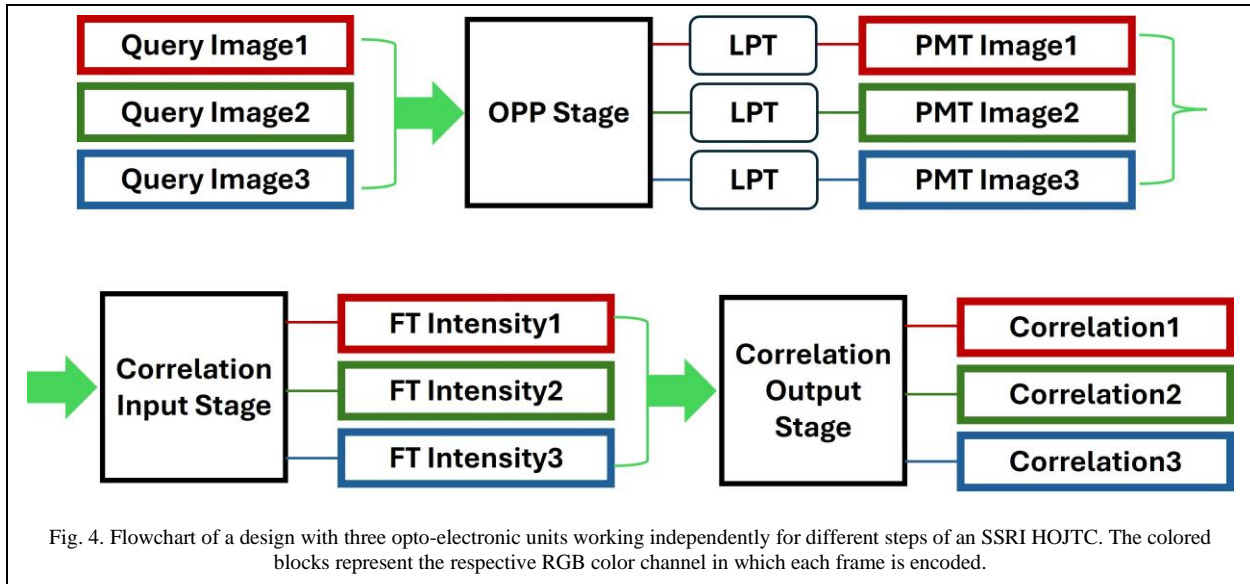 Query Image1
Query Image2
Query Image3
OPP Stage
LPT
LPT
LPT
PMT Image1
PMT Image2
PMT Image3
Correlation
Input Stage
FT Intensity1
FT Intensity2
FT Intensity3
Correlation
Output
Stage
Correlation1
Correlation2
Correlation3
Fig. 4. Flowchart of a design with three opto-electronic units working independently for different steps of an SSRI HOJTC. The colored
blocks represent the respective RGB color channel in which each frame is encoded.